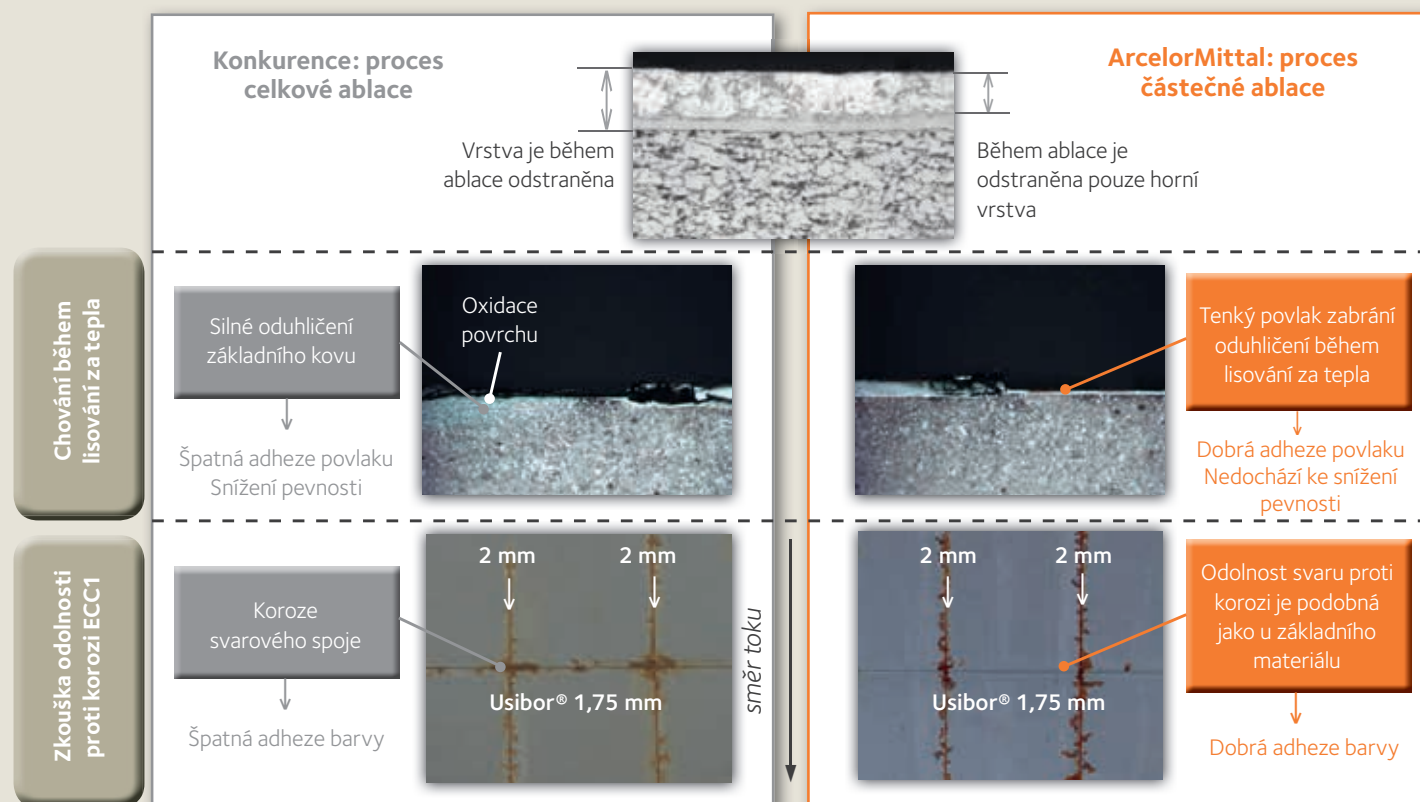 Konkurence: proces
celkové ablace
ArcelorMittal: proces
částečné ablace
Vrstva je během
ablace odstraněna
Během ablace je
odstraněna pouze horní
vrstva
Chování během
lisování za tepla
Silné oduhličení
základního kovu
Oxidace
povrchu
Špatná adheze povlaku
Snížení pevnosti
Tenký povlak zabrání
oduhličení během
lisování za tepla
Dobrá adheze povlaku
Nedochází ke snížení
pevnosti
Zkouška odolnosti
proti korozi ECC1
Koroze
svarového spoje
Špatná adheze barvy
2 mm 2 mm
Usibor® 1,75 mm
směr toku
2 mm 2 mm
Usibor® 1,75 mm
Odolnost svaru proti
korozi je podobná
jako u základního
materiálu
Dobrá adheze barvy